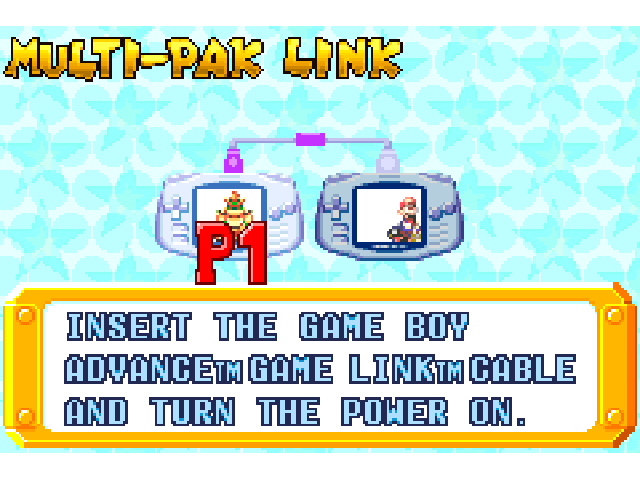 MULTI-PAK LINK
P1
INSERT THE GAME BOY
ADVANCE™ GAME LINK™ CABLE
AND TURN THE POWER ON.